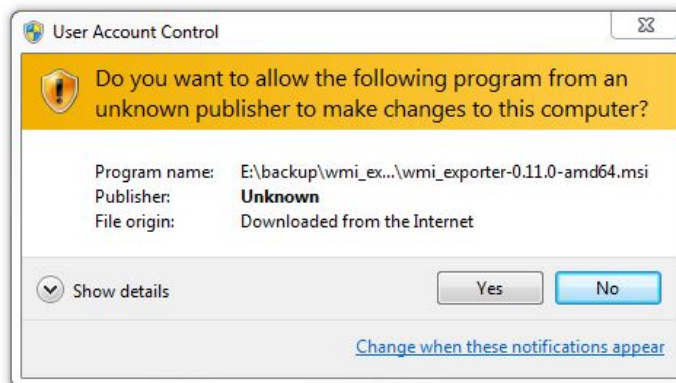 User Account Control
Do you want to allow the following program from an
unknown publisher to make changes to this computer?
Program name: E:\backup\wmi_ex...\wmi_exporter-0.11.0-amd64.msi
Publisher: Unknown
File origin: Downloaded from the Internet
Show details Yes No
Change when these notifications appear